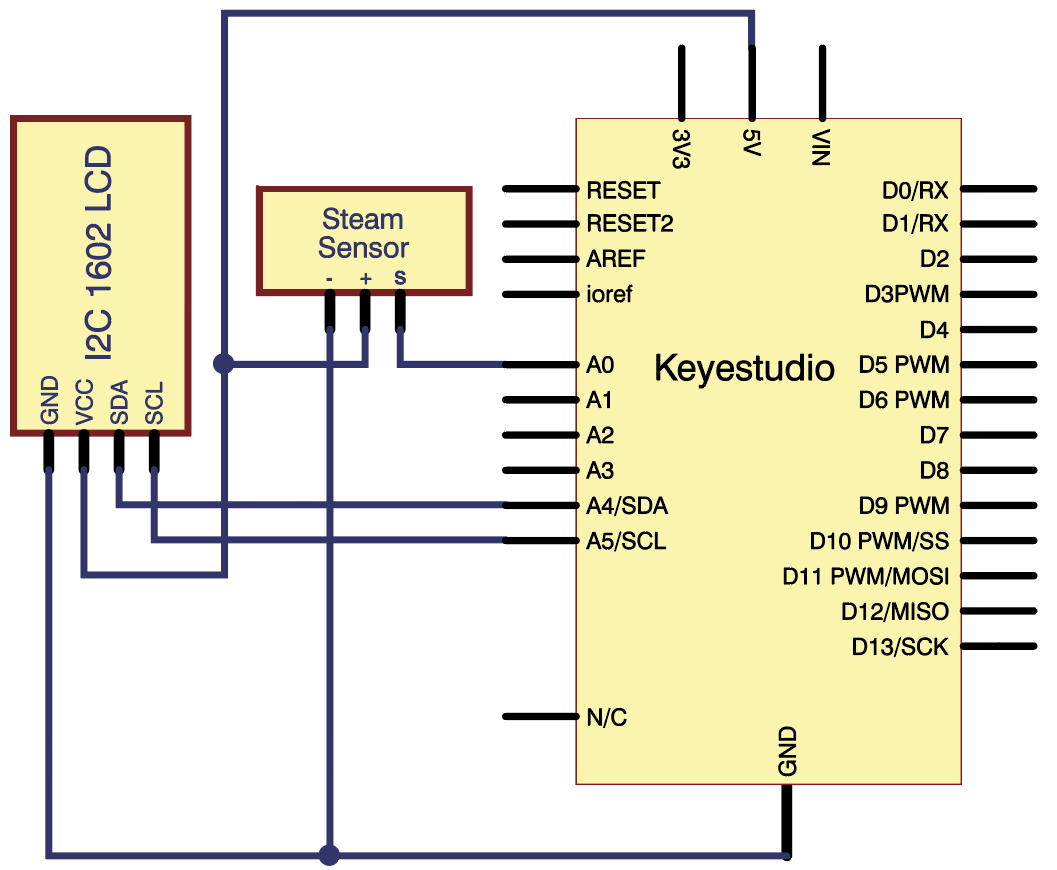 I2C 1602 LCD
GND
VCC
SDA
SCL
Steam
Sensor
- + S
3V3
5V
VIN
RESET
RESET2
AREF
ioref
A0
A1
A2
A3
A4/SDA
A5/SCL
N/C
Keyestudio
D0/RX
D1/RX
D2
D3PWM
D4
D5 PWM
D6 PWM
D7
D8
D9 PWM
D10 PWM/SS
D11 PWM/MOSI
D12/MISO
D13/SCK
GND